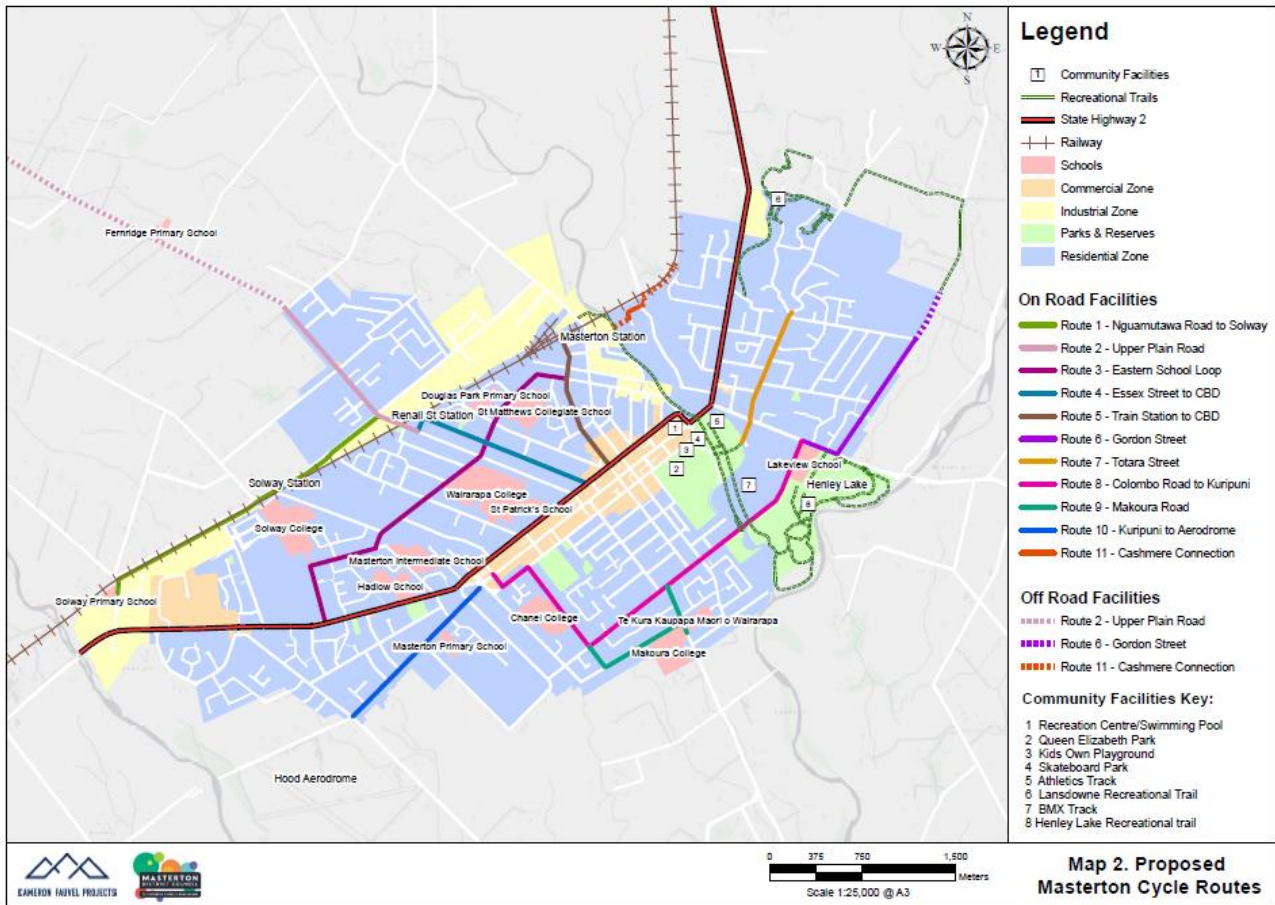 N
W E
S
Fernridge Primary School
6
Masterton Station
Douglas Park Primary School
St Matthews Collegiate School
Renall St Station
1
5
4
3
2
Lakeview School
7
Henley Lake
8
Solway Station
Wairarapa College
St Patrick's School
Solway College
Masterton Intermediate School
Hadlow School
Solway Primary School
Chanel College
Te Kura Kaupapa Maori o Wairarapa
Masterton Primary School
Makoura College
Hood Aerodrome
Legend
1 Community Facilities
Recreational Trails
State Highway 2
Railway
Schools
Commercial Zone
Industrial Zone
Parks & Reserves
Residential Zone
On Road Facilities
Route 1 - Nguamutawa Road to Solway
Route 2 - Upper Plain Road
Route 3 - Eastern School Loop
Route 4 - Essex Street to CBD
Route 5 - Train Station to CBD
Route 6 - Gordon Street
Route 7 - Totara Street
Route 8 - Colombo Road to Kuripuni
Route 9 - Makoura Road
Route 10 - Kuripuni to Aerodrome
Route 11 - Cashmere Connection
Off Road Facilities
Route 2 - Upper Plain Road
Route 6 - Gordon Street
Route 11 - Cashmere Connection
Community Facilities Key:
1 Recreation Centre/Swimming Pool
2 Queen Elizabeth Park
3 Kids Own Playground
4 Skateboard Park
5 Athletics Track
6 Lansdowne Recreational Trail
7 BMX Track
8 Henley Lake Recreational trail
CAMERON FAUVEL PROJECTS
MASTERTON
DISTRICT COUNCIL
0 375 750 1,500
Meters
Scale 1:25,000 @ A3
Map 2. Proposed
Masterton Cycle Routes